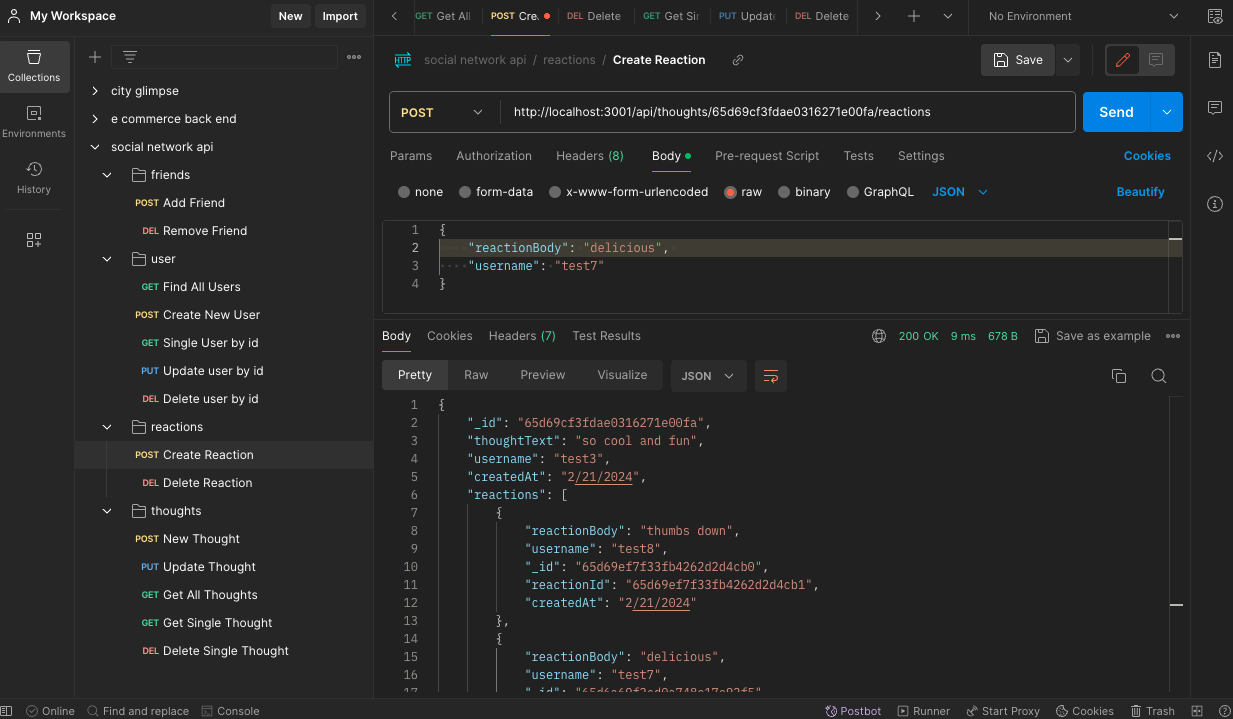 My Workspace
New
Import
GET Get All
POST Cre
DEL Delete
GET Get Sin
PUT Update
DEL Delete
No Environment
Collections
Environments
History
city glimpse
e commerce back end
social network api
friends
POST Add Friend
DEL Remove Friend
user
GET Find All Users
POST Create New User
GET Single User by id
PUT Update user by id
DEL Delete user by id
reactions
POST Create Reaction
DEL Delete Reaction
thoughts
POST New Thought
PUT Update Thought
GET Get All Thoughts
GET Get Single Thought
DEL Delete Single Thought
HTTP social network api / reactions / Create Reaction
Save
POST http://localhost:3001/api/thoughts/65d69cf3fdae0316271e00fa/reactions
Send
Params Authorization Headers (8) Body Pre-request Script Tests Settings Cookies
none form-data x-www-form-urlencoded raw binary GraphQL JSON Beautify
1 {
2 "reactionBody": "delicious",
3 "username": "test7"
4 }
Body Cookies Headers (7) Test Results 200 OK 9 ms 678 B Save as example
Pretty Raw Preview Visualize JSON
1 {
2 "_id": "65d69cf3fdae0316271e00fa",
3 "thoughtText": "so cool and fun",
4 "username": "test3",
5 "createdAt": "2/21/2024",
6 "reactions": [
7 {
8 "reactionBody": "thumbs down",
9 "username": "test8",
10 "_id": "65d69ef7f33fb4262d2d4cb0",
11 "reactionId": "65d69ef7f33fb4262d2d4cb1",
12 "createdAt": "2/21/2024"
13 },
14 {
15 "reactionBody": "delicious",
16 "username": "test7",
17 "_id":
Online Find and replace Console Postbot Runner Start Proxy Cookies Trash